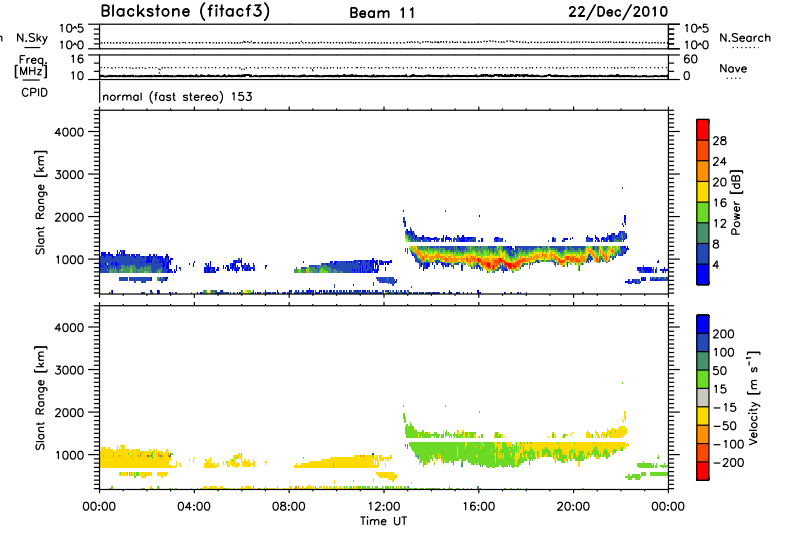 Blackstone (fitacf3)
Beam 11
22/Dec/2010
N.Sky
10^5
10^0
10^5
10^0
N.Search
Freq.
[MHz]
16
10
60
0
Nave
CPID
normal (fast stereo) 153
Slant Range [km]
4000
3000
2000
1000
28
24
20
16
12
8
4
Power [dB]
Slant Range [km]
4000
3000
2000
1000
200
100
50
15
-15
-50
-100
-200
Velocity [m s⁻¹]
00:00 04:00 08:00 12:00 16:00 20:00 00:00
Time UT